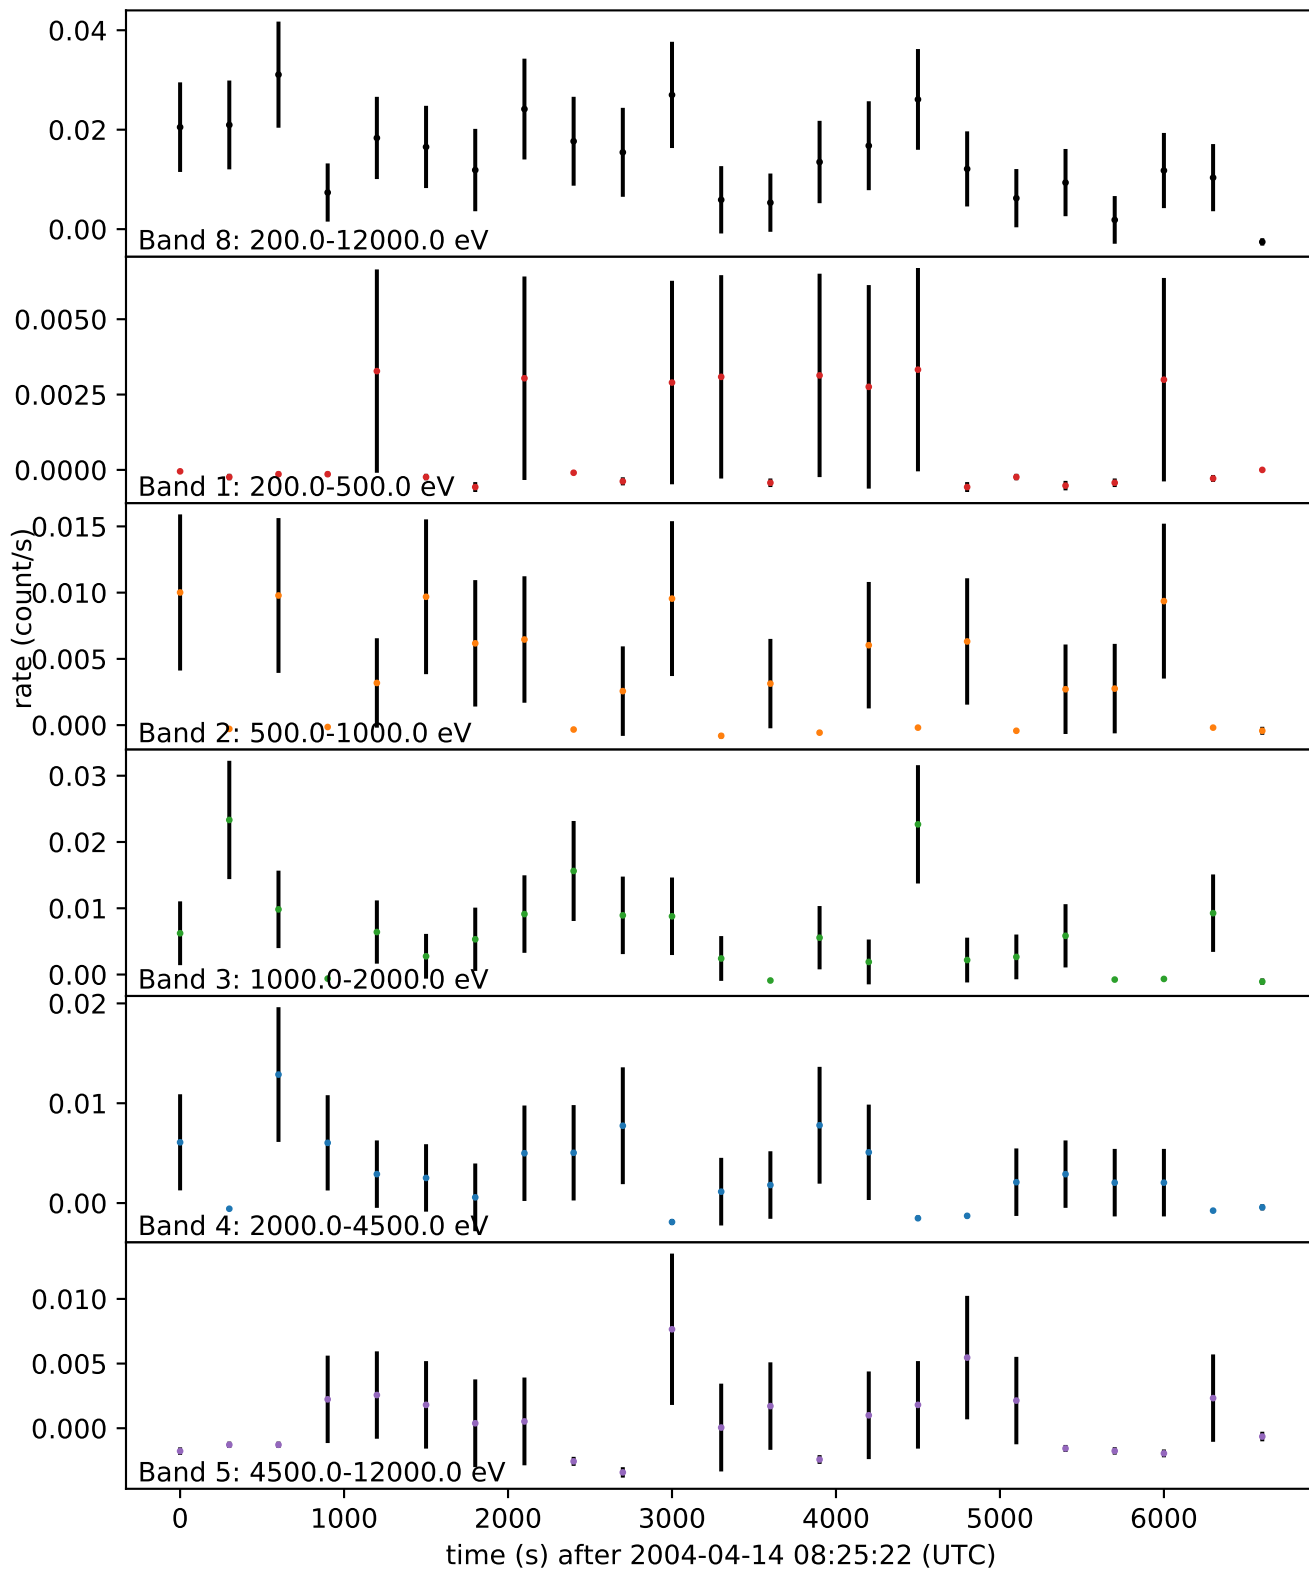 0.04
0.02
0.00
Band 8: 200.0-12000.0 eV
0.0050
0.0025
0.0000
Band 1: 200.0-500.0 eV
rate (count/s)
0.015
0.010
0.005
0.000
Band 2: 500.0-1000.0 eV
0.03
0.02
0.01
0.00
Band 3: 1000.0-2000.0 eV
0.02
0.01
0.00
Band 4: 2000.0-4500.0 eV
0.010
0.005
0.000
Band 5: 4500.0-12000.0 eV
0 1000 2000 3000 4000 5000 6000
time (s) after 2004-04-14 08:25:22 (UTC)